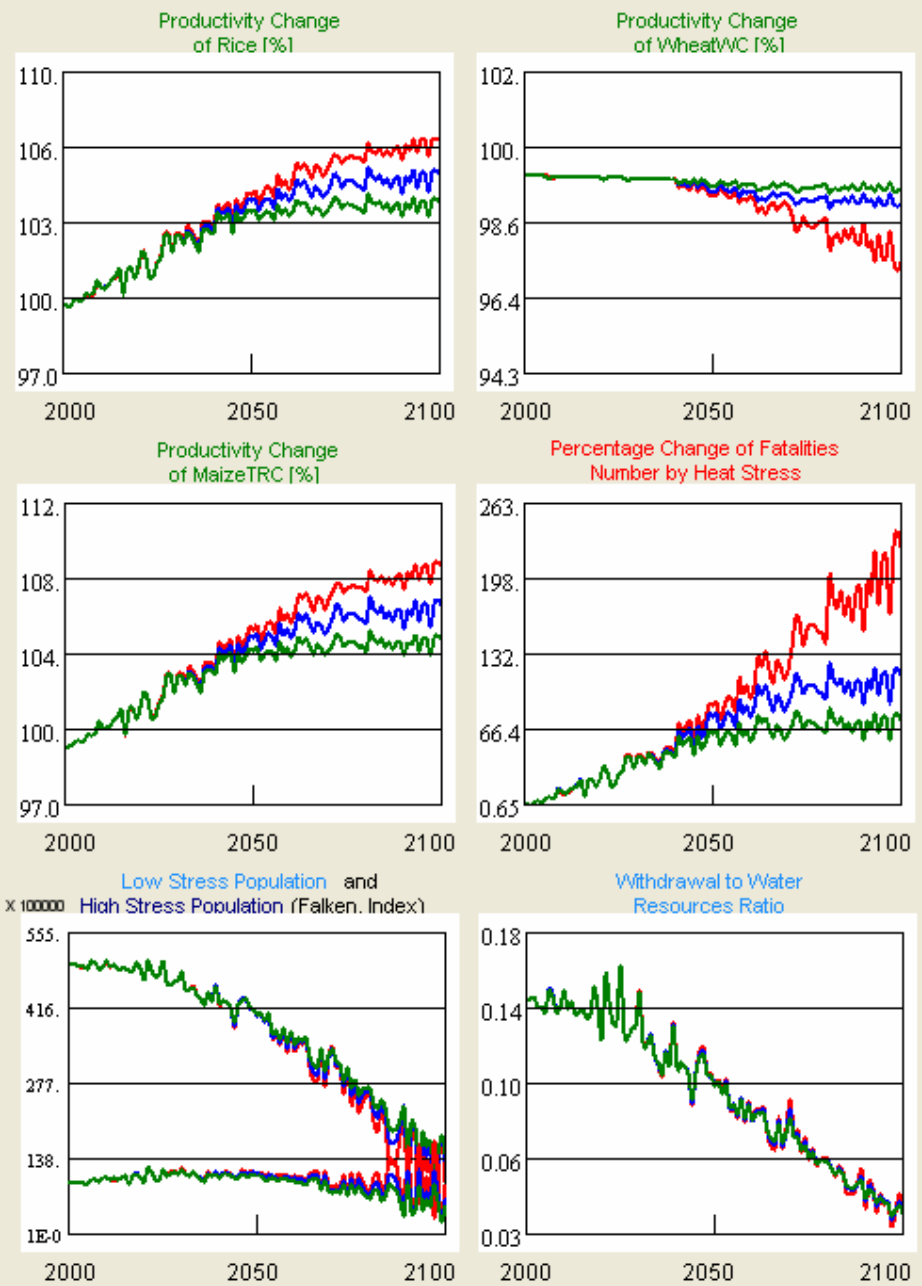 Productivity Change
of Rice [%]
110.
106.
103.
100.
97.0
2000 2050 2100
Productivity Change
of WheatWC [%]
102.
100.
98.6
96.4
94.3
2000 2050 2100
Productivity Change
of MaizeTRC [%]
112.
108.
104.
100.
97.0
2000 2050 2100
Percentage Change of Fatalities
Number by Heat Stress
263.
198.
132.
66.4
0.65
2000 2050 2100
Low Stress Population and
X 100000 High Stress Population (Falken. Index)
555.
416.
277.
138.
1E-0
2000 2050 2100
Withdrawal to Water
Resources Ratio
0.18
0.14
0.10
0.06
0.03
2000 2050 2100